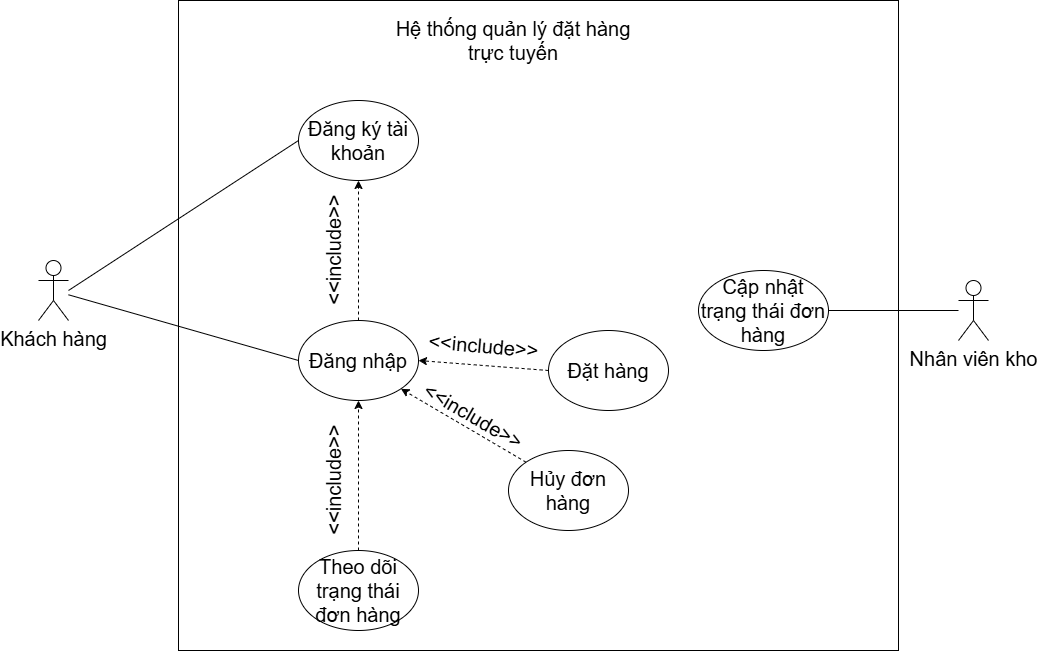 Hệ thống quản lý đặt hàng
trực tuyến
Đăng ký tài
khoản
<<include>>
Khách hàng
Đăng nhập
<<include>>
Đặt hàng
<<include>>
Hủy đơn
hàng
<<include>>
Theo dõi
trạng thái
đơn hàng
Cập nhật
trạng thái đơn
hàng
Nhân viên kho